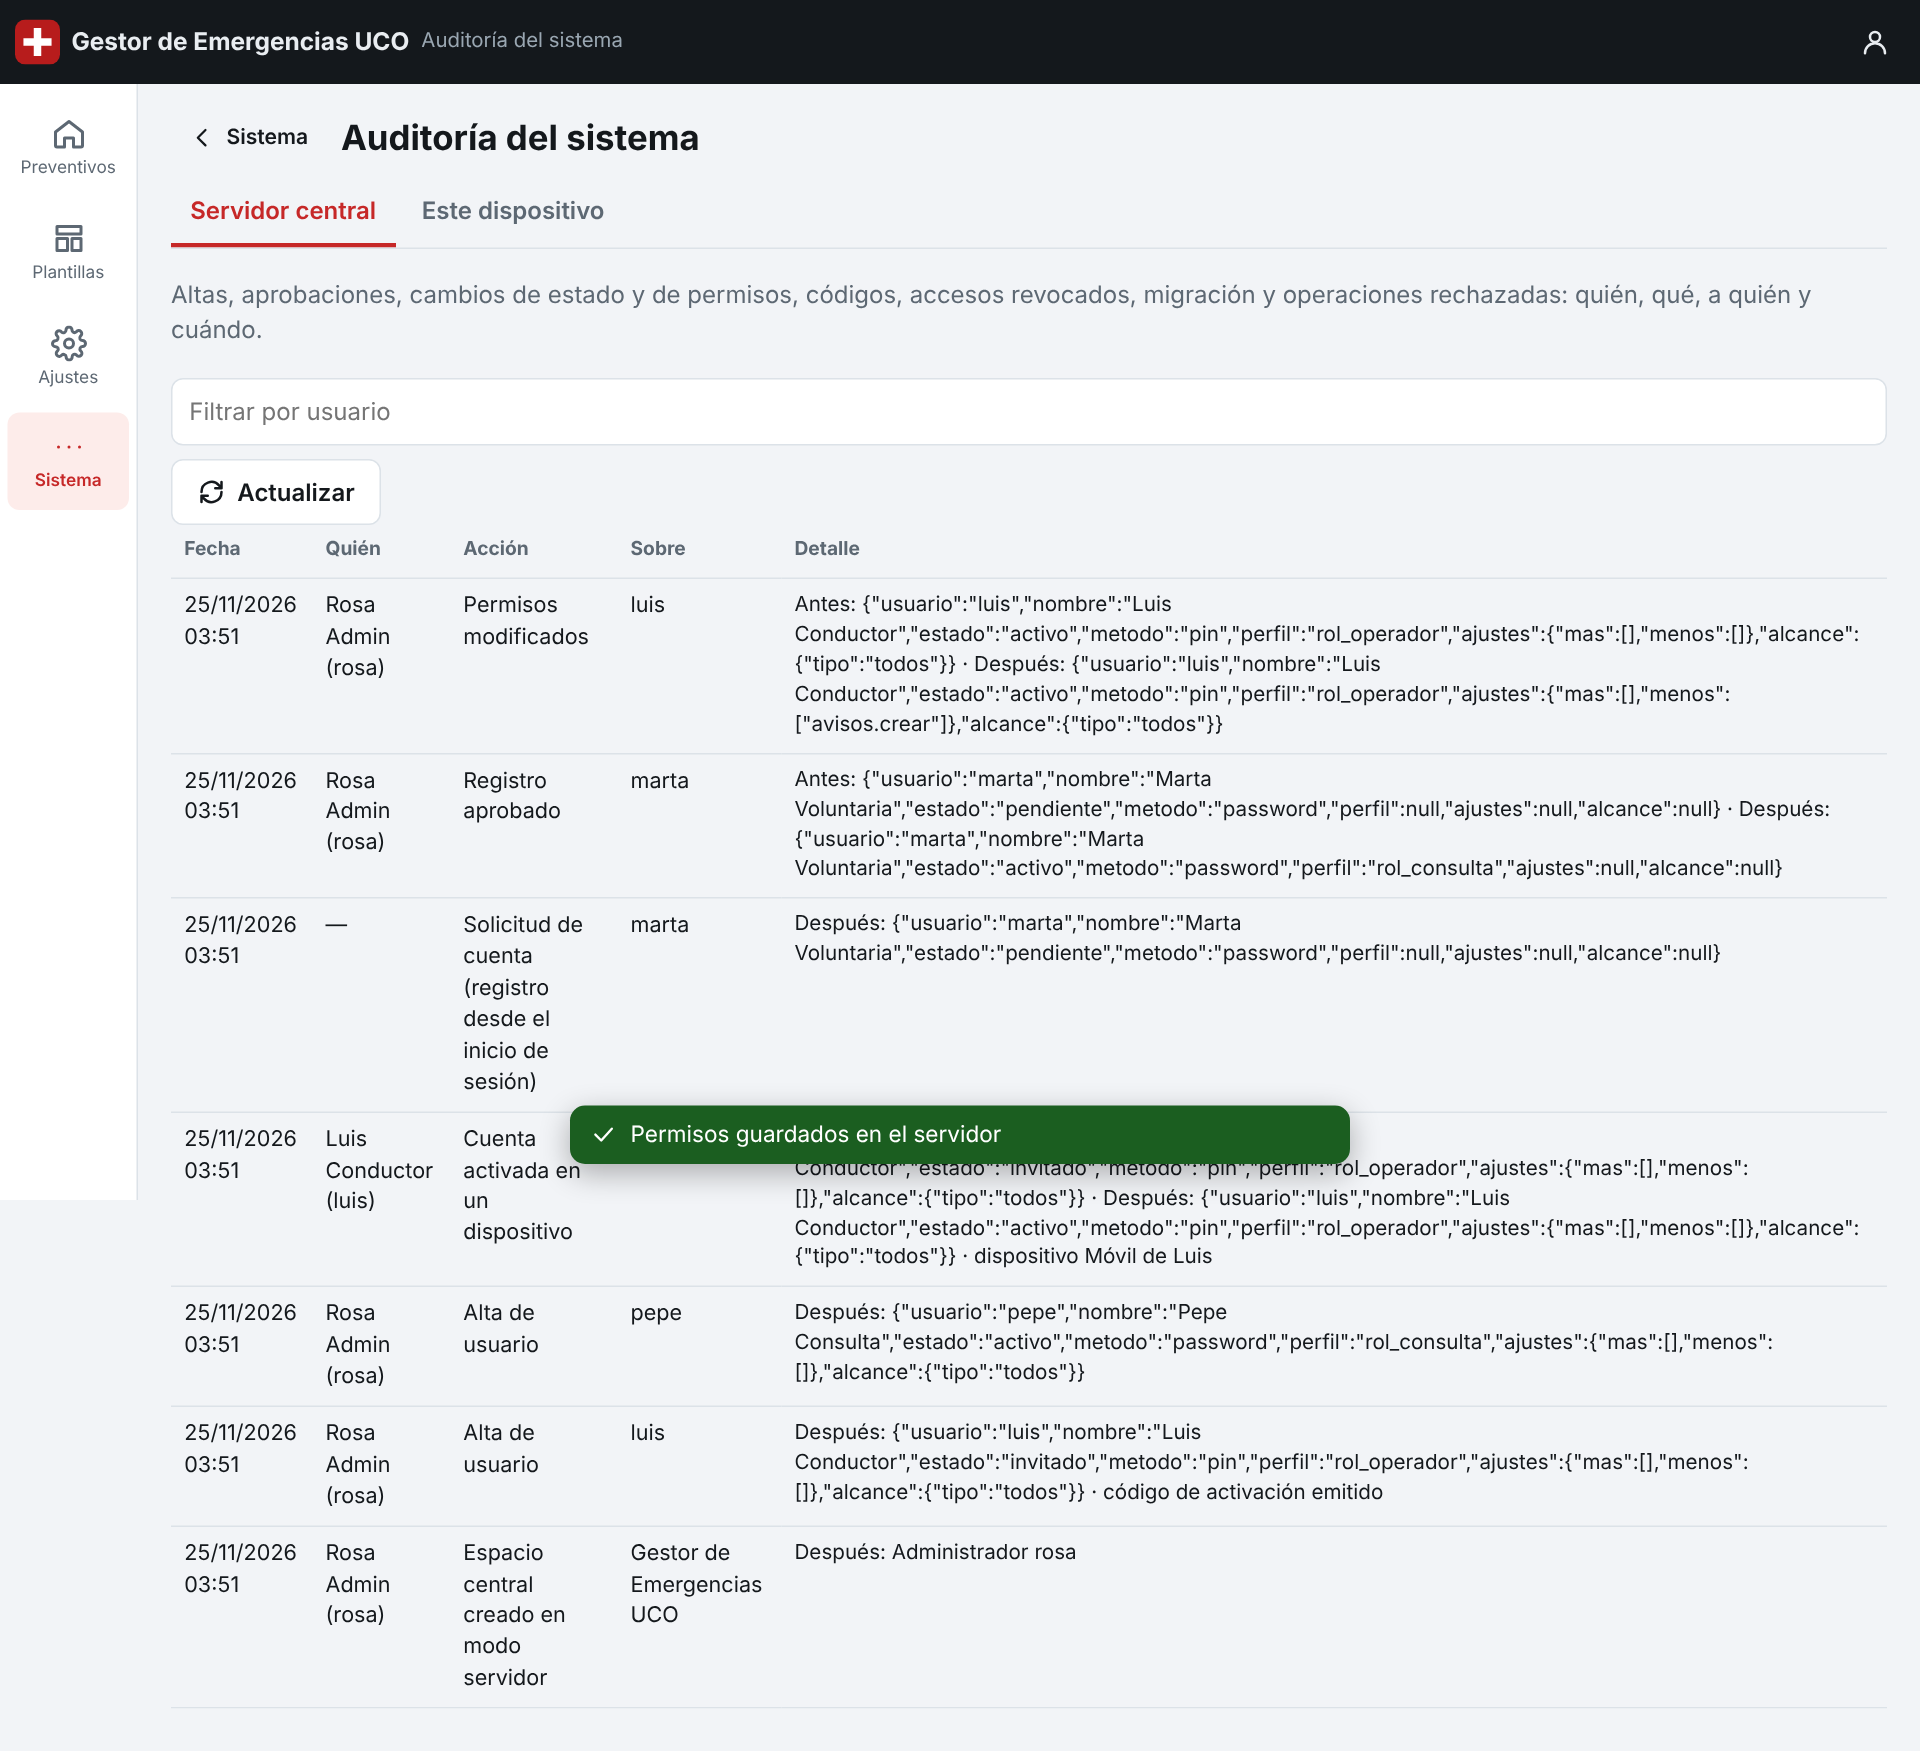 Gestor de Emergencias UCO Auditoría del sistema
Preventivos
Plantillas
Ajustes
Sistema
Sistema
Auditoría del sistema
Servidor central
Este dispositivo
Altas, aprobaciones, cambios de estado y de permisos, códigos, accesos revocados, migración y operaciones rechazadas: quién, qué, a quién y
cuándo.
Filtrar por usuario
Actualizar
Fecha Quién Acción Sobre Detalle
25/11/2026
03:51
Rosa
Admin
(rosa)
Permisos
modificados
luis
Antes: {"usuario":"luis","nombre":"Luis
Conductor","estado":"activo","metodo":"pin","perfil":"rol_operador","ajustes":{"mas":[],"menos":[]},"alcance":
{"tipo":"todos"}} · Después: {"usuario":"luis","nombre":"Luis
Conductor","estado":"activo","metodo":"pin","perfil":"rol_operador","ajustes":{"mas":[],"menos":
["avisos.crear"]},"alcance":{"tipo":"todos"}}
25/11/2026
03:51
Rosa
Admin
(rosa)
Registro
aprobado
marta
Antes: {"usuario":"marta","nombre":"Marta
Voluntaria","estado":"pendiente","metodo":"password","perfil":null,"ajustes":null,"alcance":null} · Después:
{"usuario":"marta","nombre":"Marta
Voluntaria","estado":"activo","metodo":"password","perfil":"rol_consulta","ajustes":null,"alcance":null}
25/11/2026
03:51
—
Solicitud de
cuenta
(registro
desde el
inicio de
sesión)
marta
Después: {"usuario":"marta","nombre":"Marta
Voluntaria","estado":"pendiente","metodo":"password","perfil":null,"ajustes":null,"alcance":null}
25/11/2026
03:51
Luis
Conductor
(luis)
Cuenta
activada en
un
dispositivo
Permisos guardados en el servidor
Conductor","estado":"invitado","metodo":"pin","perfil":"rol_operador","ajustes":{"mas":[],"menos":
[]},"alcance":{"tipo":"todos"}} · Después: {"usuario":"luis","nombre":"Luis
Conductor","estado":"activo","metodo":"pin","perfil":"rol_operador","ajustes":{"mas":[],"menos":[]},"alcance":
{"tipo":"todos"}} · dispositivo Móvil de Luis
25/11/2026
03:51
Rosa
Admin
(rosa)
Alta de
usuario
pepe
Después: {"usuario":"pepe","nombre":"Pepe
Consulta","estado":"activo","metodo":"password","perfil":"rol_consulta","ajustes":{"mas":[],"menos":
[]},"alcance":{"tipo":"todos"}}
25/11/2026
03:51
Rosa
Admin
(rosa)
Alta de
usuario
luis
Después: {"usuario":"luis","nombre":"Luis
Conductor","estado":"invitado","metodo":"pin","perfil":"rol_operador","ajustes":{"mas":[],"menos":
[]},"alcance":{"tipo":"todos"}} · código de activación emitido
25/11/2026
03:51
Rosa
Admin
(rosa)
Espacio
central
creado en
modo
servidor
Gestor de
Emergencias
UCO
Después: Administrador rosa